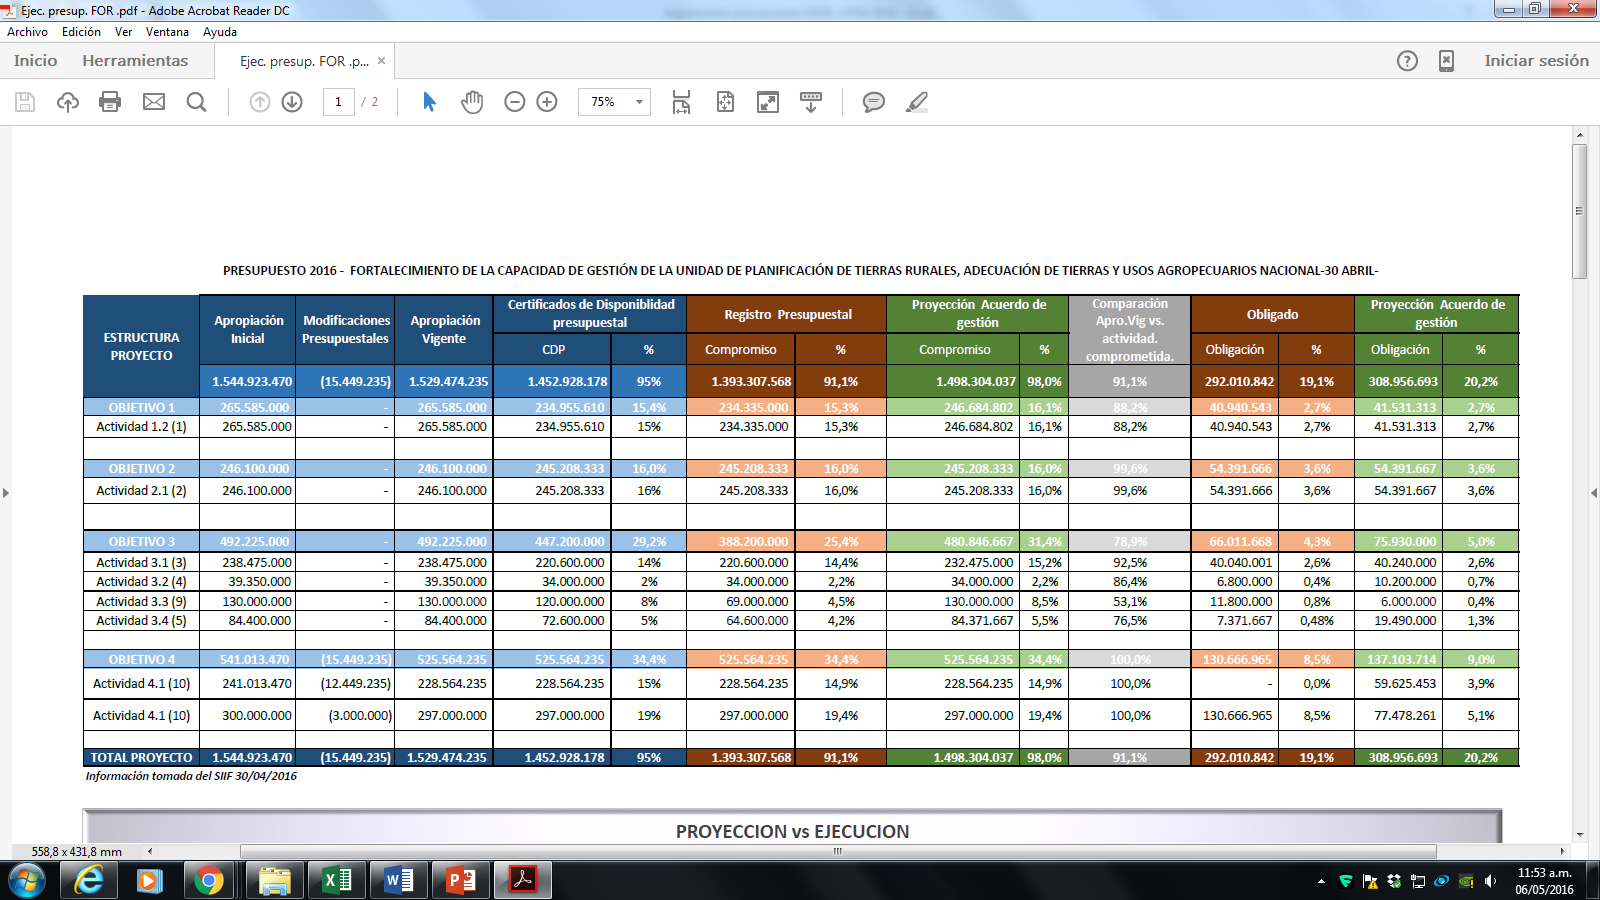 Ejec. presup. FOR .pdf - Adobe Acrobat Reader DC
Archivo Edición Ver Ventana Ayuda
Inicio Herramientas Ejec. presup. FOR .p... × Iniciar sesión
1 / 2 75%
PRESUPUESTO 2016 - FORTALECIMIENTO DE LA CAPACIDAD DE GESTIÓN DE LA UNIDAD DE PLANIFICACIÓN DE TIERRAS RURALES, ADECUACIÓN DE TIERRAS Y USOS AGROPECUARIOS NACIONAL-30 ABRIL-
ESTRUCTURA PROYECTO Apropiación Inicial Modificaciones Presupuestales Apropiación Vigente Certificados de Disponiblidad presupuestal Registro Presupuestal Proyección Acuerdo de gestión Comparación Apro.Vig vs. actividad. comprometida. Obligado Proyección Acuerdo de gestión
CDP % Compromiso % Compromiso % Obligación % Obligación %
1.544.923.470 (15.449.235) 1.529.474.235 1.452.928.178 95% 1.393.307.568 91,1% 1.498.304.037 98,0% 91,1% 292.010.842 19,1% 308.956.693 20,2%
OBJETIVO 1 265.585.000 - 265.585.000 234.955.610 15,4% 234.335.000 15,3% 246.684.802 16,1% 88,2% 40.940.543 2,7% 41.531.313 2,7%
Actividad 1.2 (1) 265.585.000 - 265.585.000 234.955.610 15% 234.335.000 15,3% 246.684.802 16,1% 88,2% 40.940.543 2,7% 41.531.313 2,7%
OBJETIVO 2 246.100.000 - 246.100.000 245.208.333 16,0% 245.208.333 16,0% 245.208.333 16,0% 99,6% 54.391.666 3,6% 54.391.667 3,6%
Actividad 2.1 (2) 246.100.000 - 246.100.000 245.208.333 16% 245.208.333 16,0% 245.208.333 16,0% 99,6% 54.391.666 3,6% 54.391.667 3,6%
OBJETIVO 3 492.225.000 - 492.225.000 447.200.000 29,2% 388.200.000 25,4% 480.846.667 31,4% 78,9% 66.011.668 4,3% 75.930.000 5,0%
Actividad 3.1 (3) 238.475.000 - 238.475.000 220.600.000 14% 220.600.000 14,4% 232.475.000 15,2% 92,5% 40.040.001 2,6% 40.240.000 2,6%
Actividad 3.2 (4) 39.350.000 - 39.350.000 34.000.000 2% 34.000.000 2,2% 34.000.000 2,2% 86,4% 6.800.000 0,4% 10.200.000 0,7%
Actividad 3.3 (9) 130.000.000 - 130.000.000 120.000.000 8% 69.000.000 4,5% 130.000.000 8,5% 53,1% 11.800.000 0,8% 6.000.000 0,4%
Actividad 3.4 (5) 84.400.000 - 84.400.000 72.600.000 5% 64.600.000 4,2% 84.371.667 5,5% 76,5% 7.371.667 0,48% 19.490.000 1,3%
OBJETIVO 4 541.013.470 (15.449.235) 525.564.235 525.564.235 34,4% 525.564.235 34,4% 525.564.235 34,4% 100,0% 130.666.965 8,5% 137.103.714 9,0%
Actividad 4.1 (10) 241.013.470 (12.449.235) 228.564.235 228.564.235 15% 228.564.235 14,9% 228.564.235 14,9% 100,0% - 0,0% 59.625.453 3,9%
Actividad 4.1 (10) 300.000.000 (3.000.000) 297.000.000 297.000.000 19% 297.000.000 19,4% 297.000.000 19,4% 100,0% 130.666.965 8,5% 77.478.261 5,1%
TOTAL PROYECTO 1.544.923.470 (15.449.235) 1.529.474.235 1.452.928.178 95% 1.393.307.568 91,1% 1.498.304.037 98,0% 91,1% 292.010.842 19,1% 308.956.693 20,2%
Información tomada del SIIF 30/04/2016
PROYECCION vs EJECUCION
558,8 x 431,8 mm
11:53 a.m.
06/05/2016